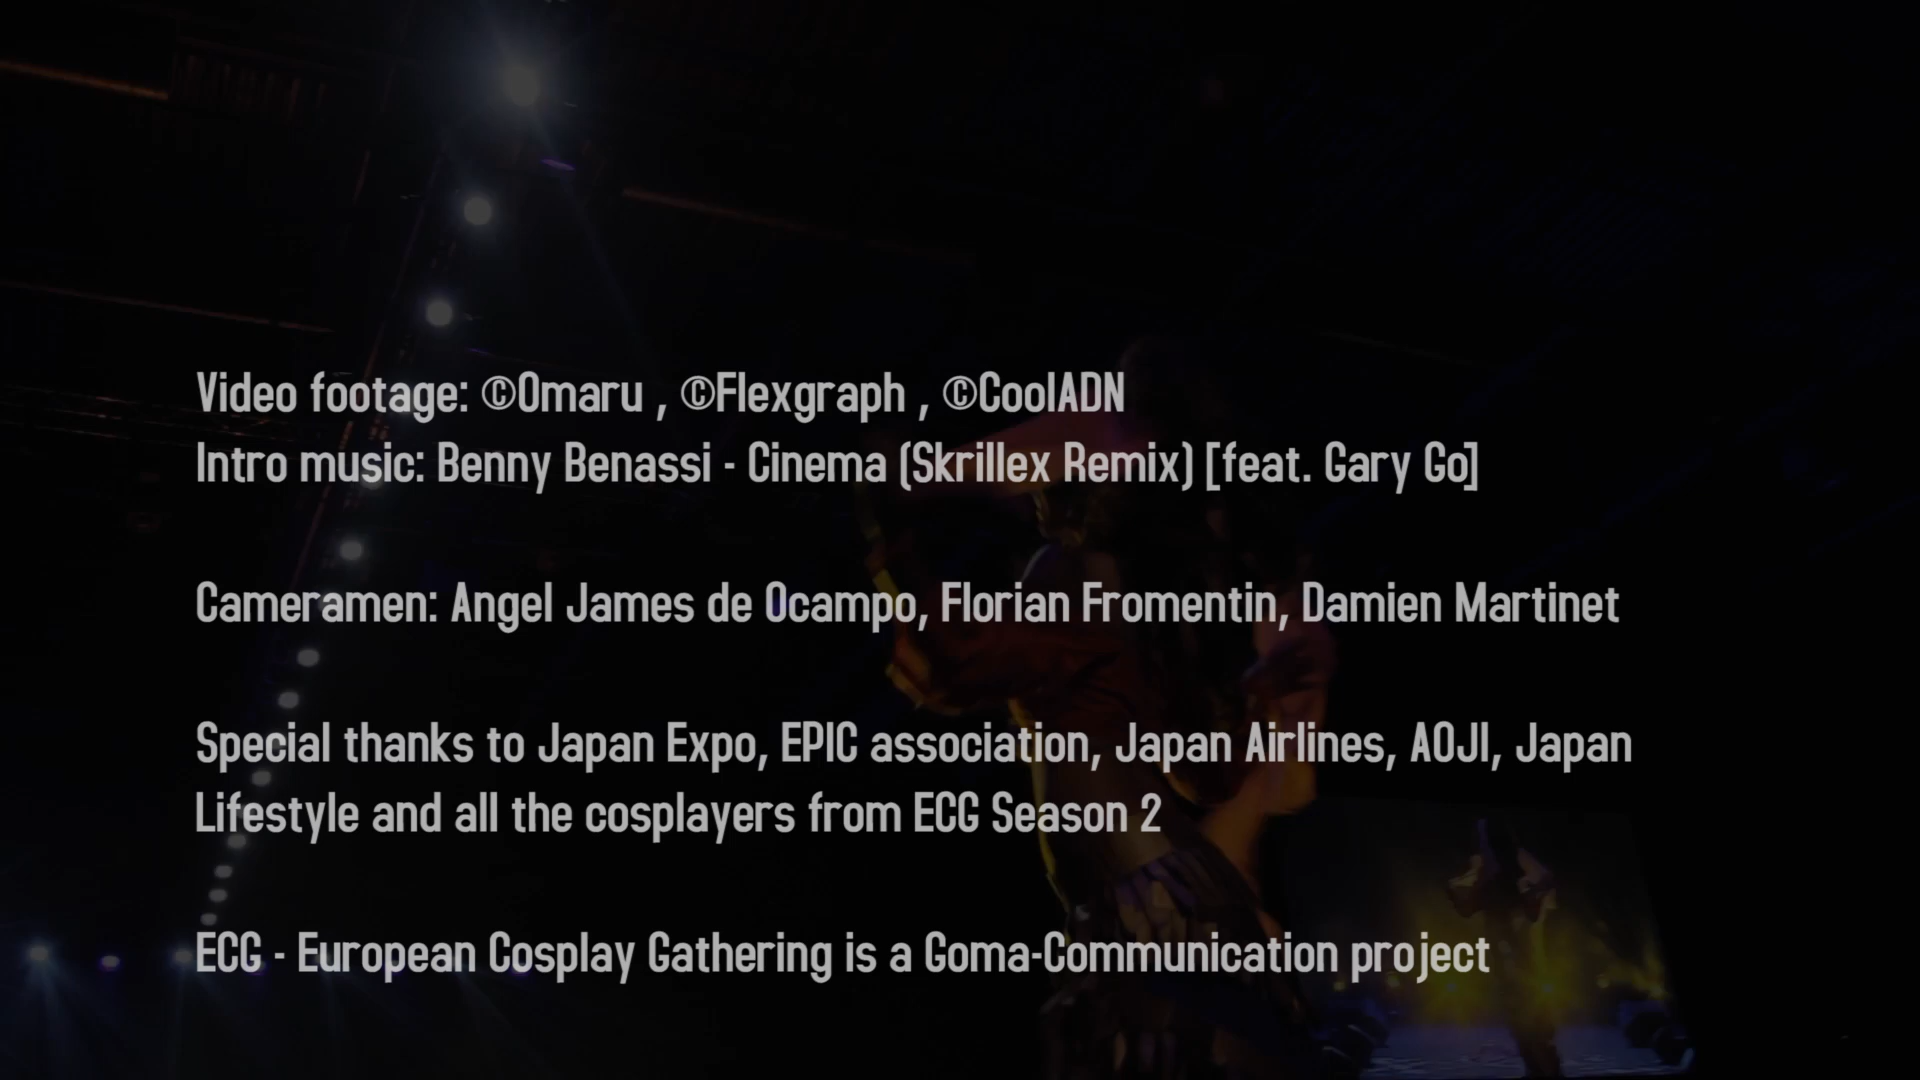 Video footage: ©Omaru , ©Flexgraph , ©CoolADN
Intro music: Benny Benassi - Cinema (Skrillex Remix) [feat. Gary Go]
Cameramen: Angel James de Ocampo, Florian Fromentin, Damien Martinet
Special thanks to Japan Expo, EPIC association, Japan Airlines, AOJI, Japan
Lifestyle and all the cosplayers from ECG Season 2
ECG - European Cosplay Gathering is a Goma-Communication project